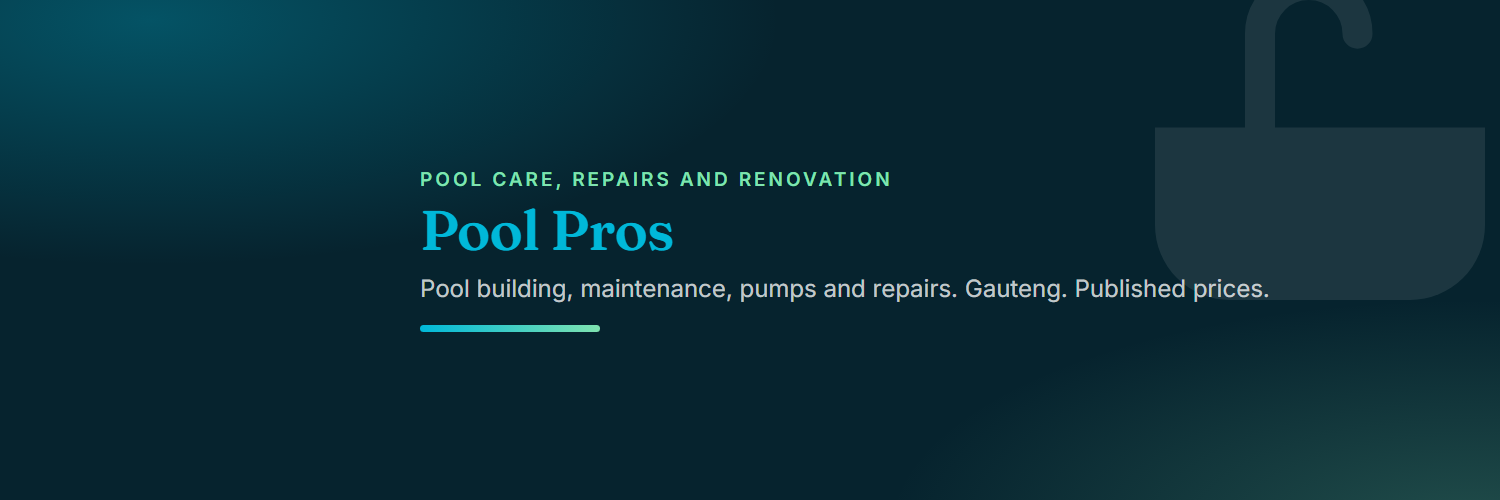 POOL CARE, REPAIRS AND RENOVATION
Pool Pros
Pool building, maintenance, pumps and repairs. Gauteng. Published prices.